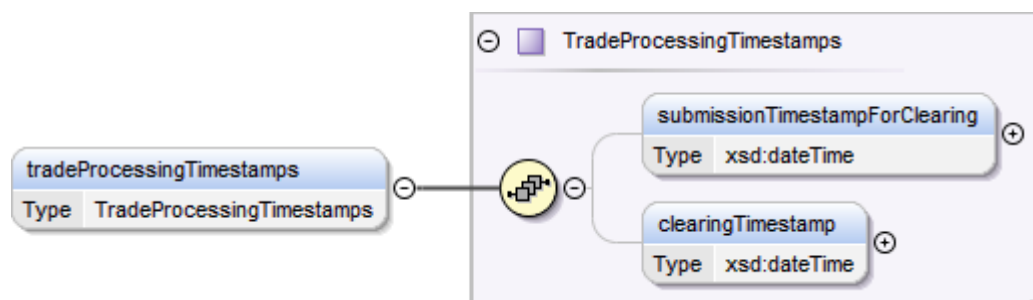 TradeProcessingTimestamps
submissionTimestampForClearing
Type xsd:dateTime
tradeProcessingTimestamps
Type TradeProcessingTimestamps
clearingTimestamp
Type xsd:dateTime